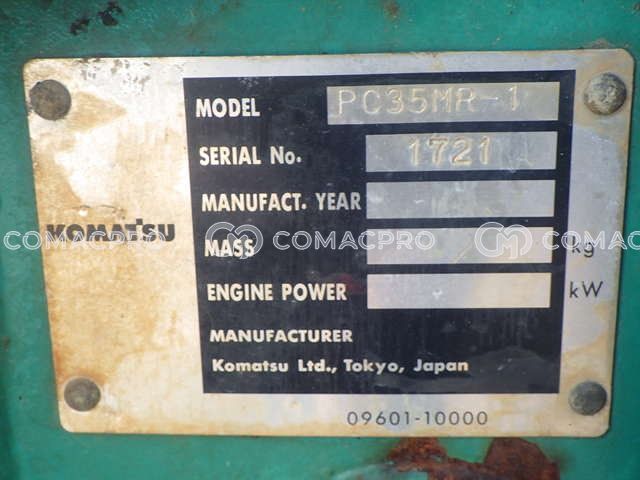 MODEL PC35MR-1
SERIAL No. 1721
MANUFACT. YEAR
KOMATSU
COMACPRO COMACPRO COMACPRO
MASS kg
ENGINE POWER kW
MANUFACTURER
Komatsu Ltd., Tokyo, Japan
09601-10000